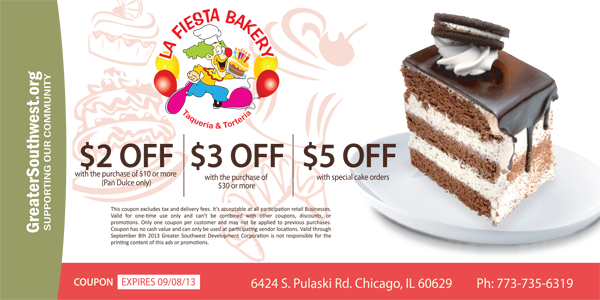 GreaterSouthwest.org
SUPPORTING OUR COMMUNITY
LA FIESTA BAKERY
Taqueria & Torteria
$2 OFF
with the purchase of $10 or more
(Pan Dulce only)
$3 OFF
with the purchase of
$30 or more
$5 OFF
with special cake orders
This coupon excludes tax and delivery fees. It's acceptable at all participation retail Businesses.
Valid for one-time use only and can't be combined with other coupons, discounts, or
promotions. Only one coupon per customer and may not be applied to previous purchases.
Coupon has no cash value and can only be used at participating vendor locations. Valid through
September 8th 2013 Greater Southwest Development Corporation is not responsible for the
printing content of this ads or promotions.
COUPON EXPIRES 09/08/13
6424 S. Pulaski Rd. Chicago, IL 60629 Ph: 773-735-6319